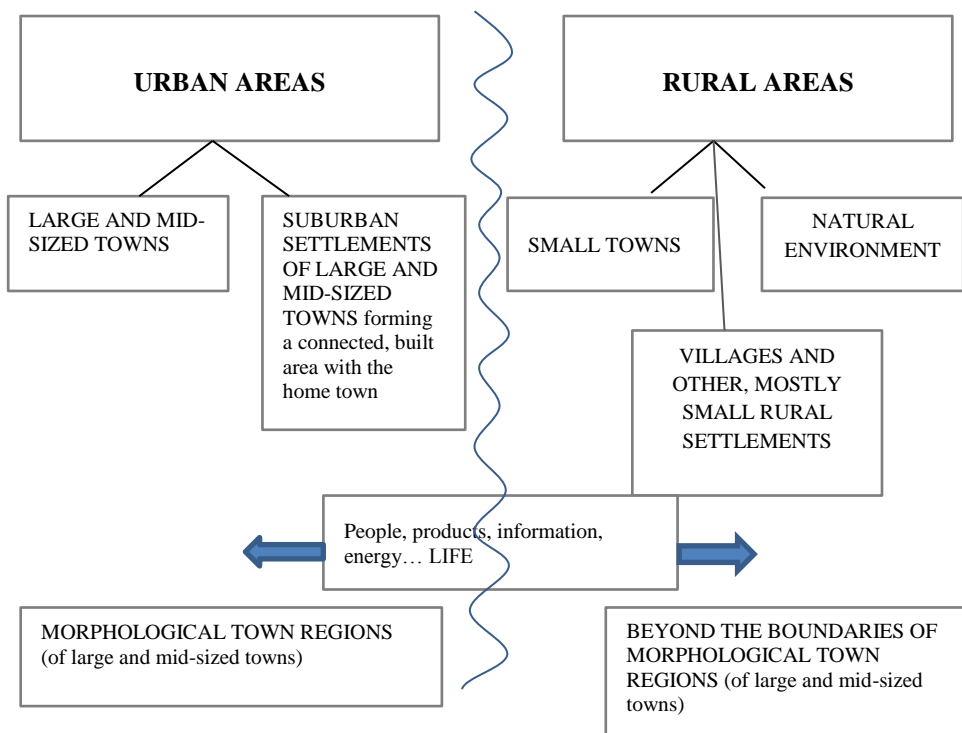 URBAN AREAS
RURAL AREAS
LARGE AND MID-
SIZED TOWNS
SUBURBAN
SETTLEMENTS
OF LARGE AND
MID-SIZED
TOWNS forming
a connected, built
area with the
home town
SMALL TOWNS
NATURAL
ENVIRONMENT
VILLAGES AND
OTHER, MOSTLY
SMALL RURAL
SETTLEMENTS
People, products, information,
energy… LIFE
MORPHOLOGICAL TOWN REGIONS
(of large and mid-sized towns)
BEYOND THE BOUNDARIES OF
MORPHOLOGICAL TOWN
REGIONS (of large and mid-sized
towns)